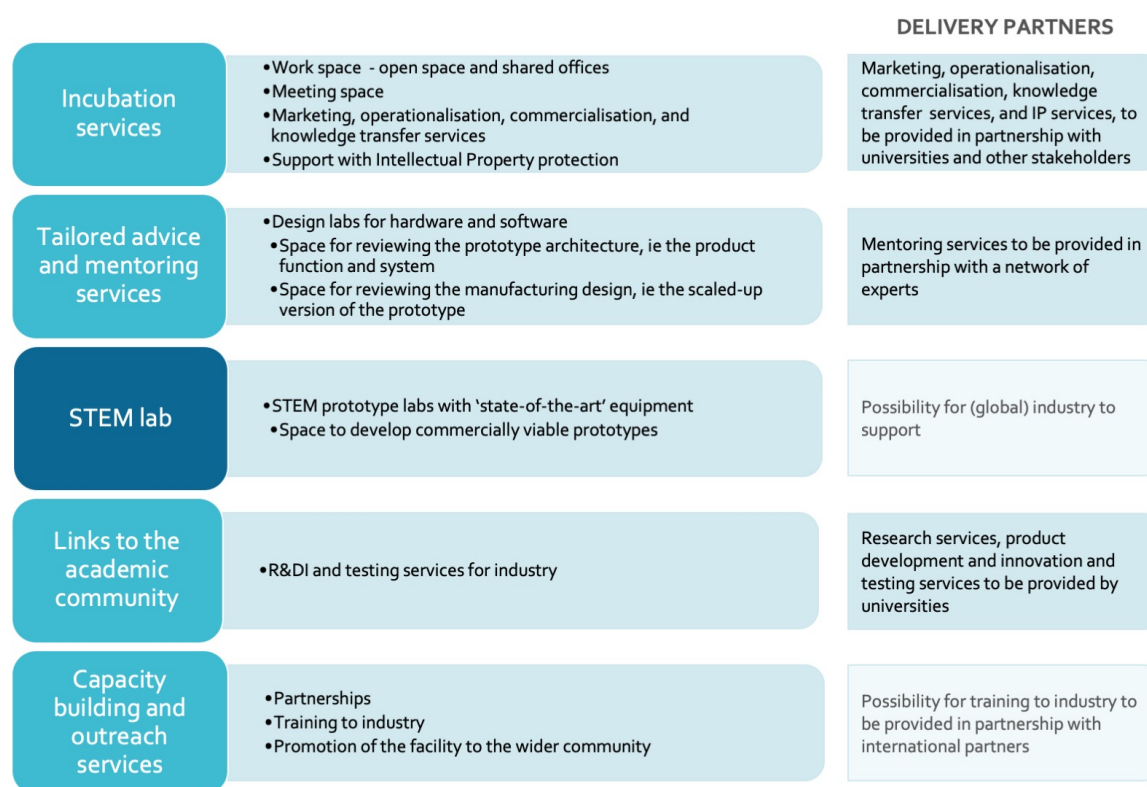 DELIVERY PARTNERS
Incubation
services
•Work space - open space and shared offices
•Meeting space
•Marketing, operationalisation, commercialisation, and
knowledge transfer services
•Support with Intellectual Property protection
Marketing, operationalisation,
commercialisation, knowledge
transfer services, and IP services, to
be provided in partnership with
universities and other stakeholders
Tailored advice
and mentoring
services
•Design labs for hardware and software
•Space for reviewing the prototype architecture, ie the product
function and system
•Space for reviewing the manufacturing design, ie the scaled-up
version of the prototype
Mentoring services to be provided in
partnership with a network of
experts
STEM lab
•STEM prototype labs with ‘state-of-the-art’ equipment
•Space to develop commercially viable prototypes
Possibility for (global) industry to
support
Links to the
academic
community
•R&DI and testing services for industry
Research services, product
development and innovation and
testing services to be provided by
universities
Capacity
building and
outreach
services
•Partnerships
•Training to industry
•Promotion of the facility to the wider community
Possibility for training to industry to
be provided in partnership with
international partners